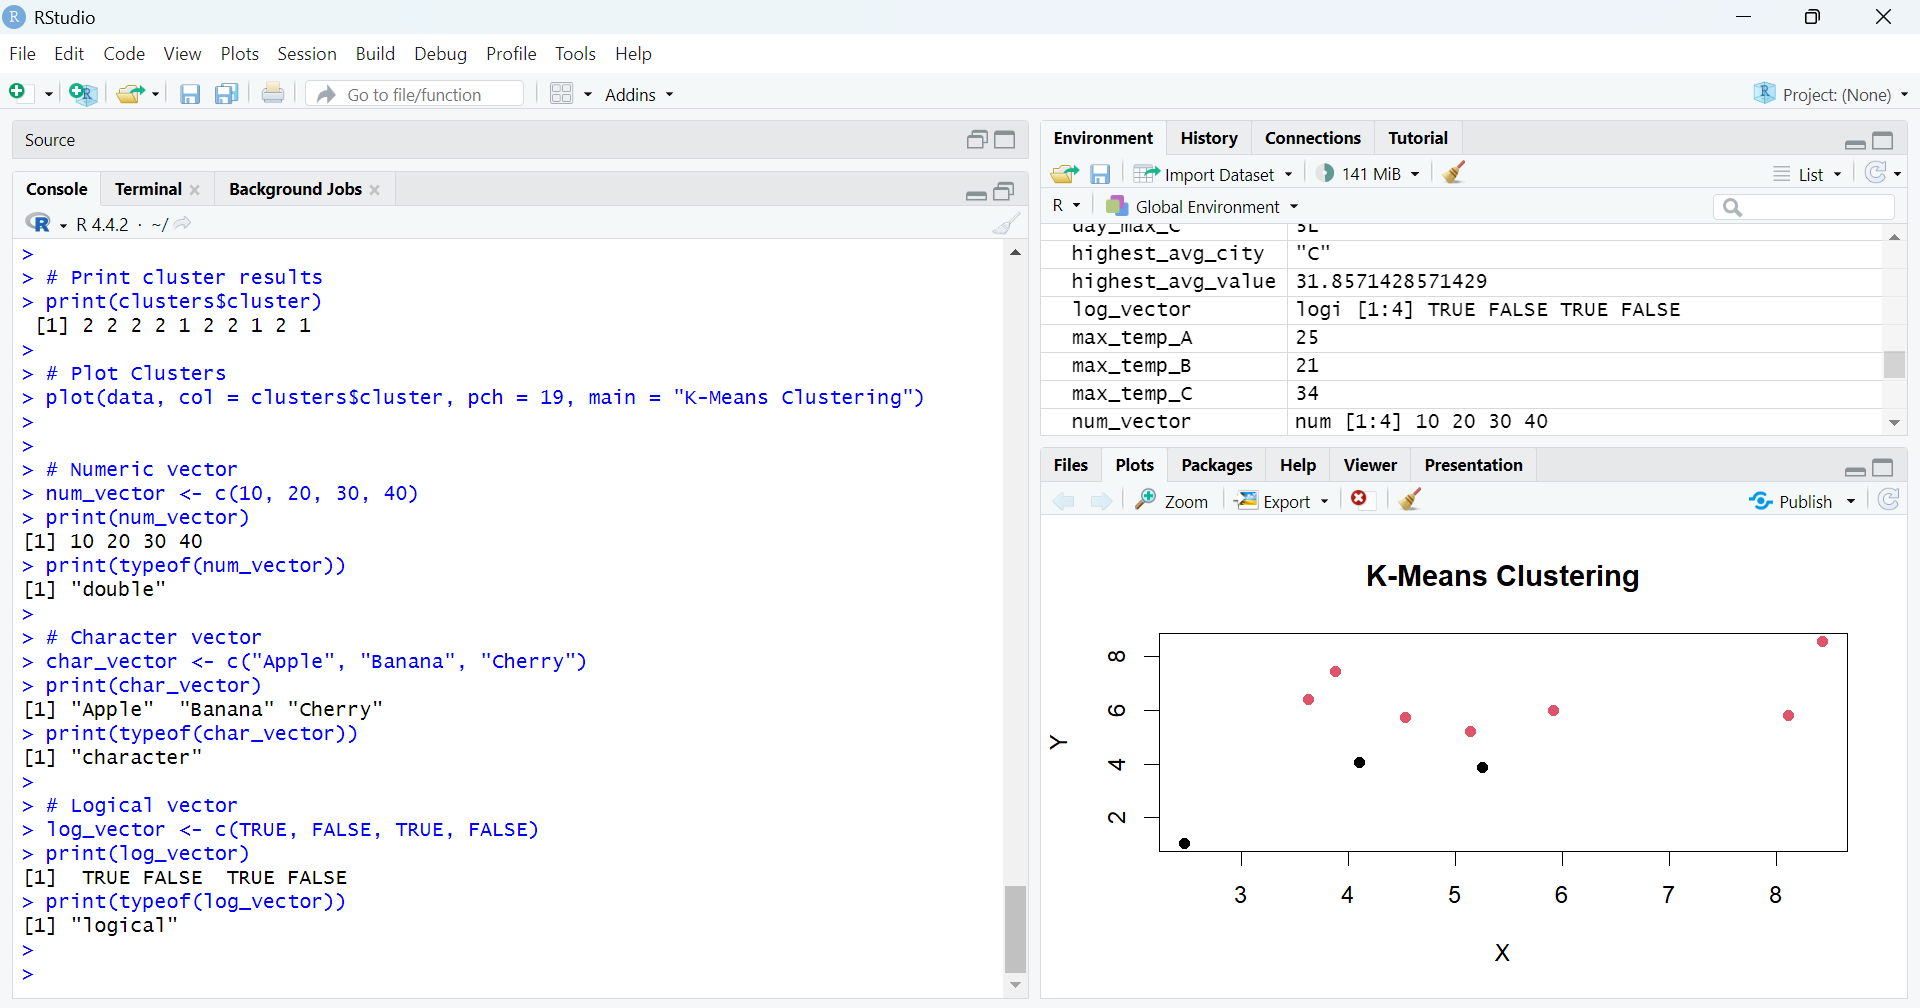 RStudio
File Edit Code View Plots Session Build Debug Profile Tools Help
Go to file/function Addins Project: (None)
Source
Console Terminal Background Jobs
R 4.4.2 · ~/
>
> # Print cluster results
> print(clusters$cluster)
[1] 2 2 2 2 1 2 2 1 2 1
>
> # Plot Clusters
> plot(data, col = clusters$cluster, pch = 19, main = "K-Means Clustering")
>
>
> # Numeric vector
> num_vector <- c(10, 20, 30, 40)
> print(num_vector)
[1] 10 20 30 40
> print(typeof(num_vector))
[1] "double"
>
> # Character vector
> char_vector <- c("Apple", "Banana", "Cherry")
> print(char_vector)
[1] "Apple"  "Banana" "Cherry"
> print(typeof(char_vector))
[1] "character"
>
> # Logical vector
> log_vector <- c(TRUE, FALSE, TRUE, FALSE)
> print(log_vector)
[1]  TRUE FALSE  TRUE FALSE
> print(typeof(log_vector))
[1] "logical"
>
>
Environment History Connections Tutorial
Import Dataset 141 MiB List
R Global Environment
day_max_C 5L
highest_avg_city "C"
highest_avg_value 31.8571428571429
log_vector logi [1:4] TRUE FALSE TRUE FALSE
max_temp_A 25
max_temp_B 21
max_temp_C 34
num_vector num [1:4] 10 20 30 40
Files Plots Packages Help Viewer Presentation
Zoom Export Publish
K-Means Clustering
8
6
4
2
Y
3 4 5 6 7 8
X